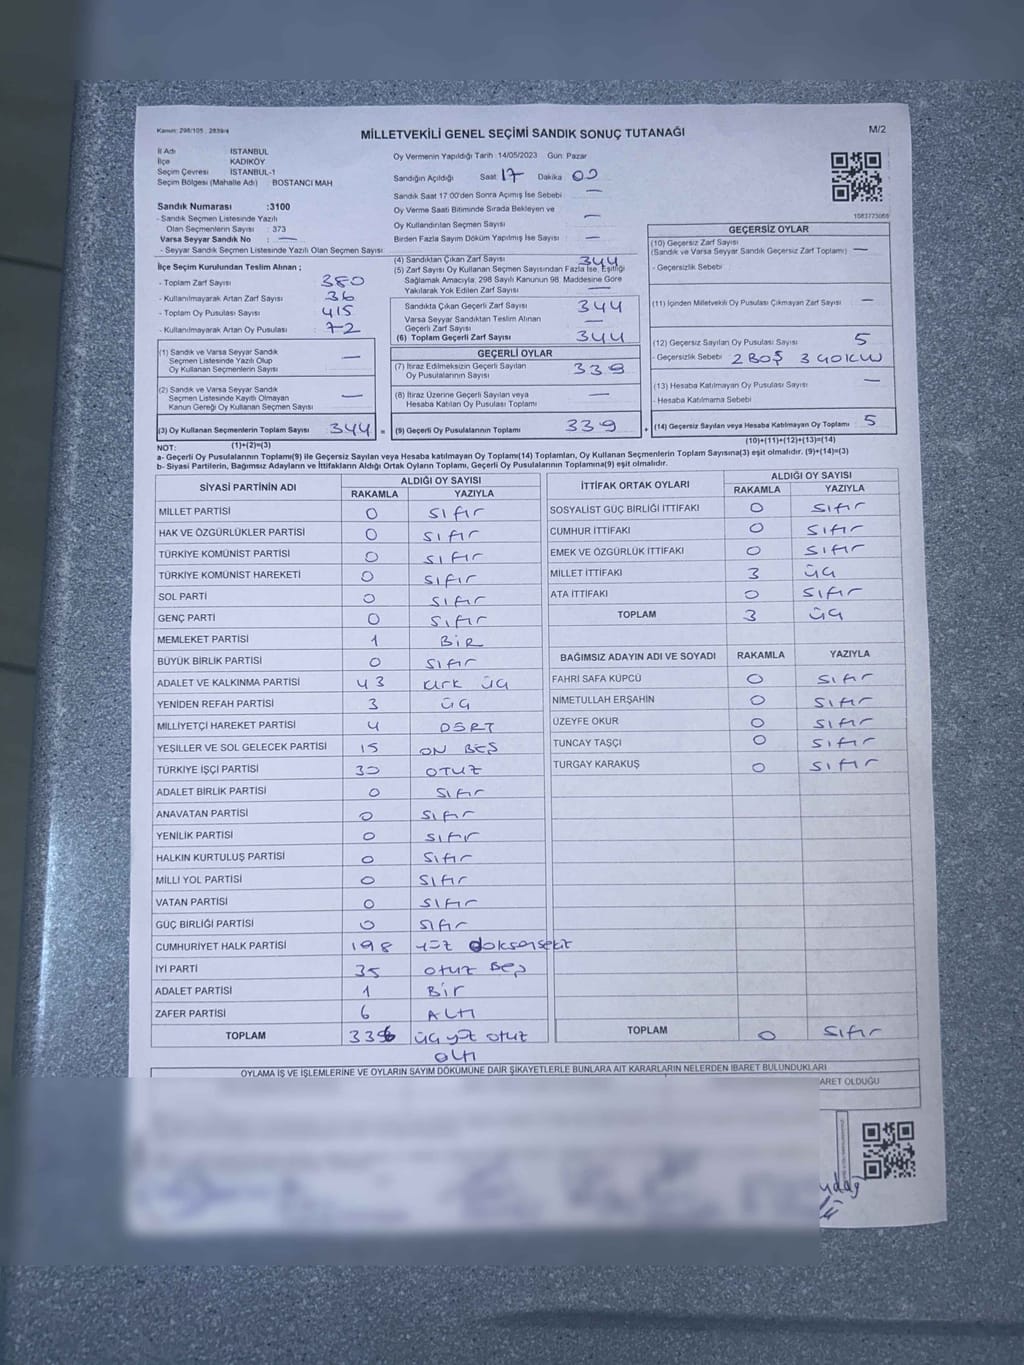 Kanun: 298/105 , 2839/4
MİLLETVEKİLİ GENEL SEÇİMİ SANDIK SONUÇ TUTANAĞI
M/2
İl Adı İSTANBUL
İlçe KADIKÖY
Seçim Çevresi İSTANBUL-1
Seçim Bölgesi (Mahalle Adı) BOSTANCI MAH
Oy Vermenin Yapıldığı Tarih :14/05/2023 Gün: Pazar
Sandığın Açıldığı Saat 17 Dakika 00
Sandık Saat 17:00'den Sonra Açımış İse Sebebi —
Oy Verme Saati Bitiminde Sırada Bekleyen ve
Oy Kullandırılan Seçmen Sayısı —
Birden Fazla Sayım Döküm Yapılmış İse Sayısı —
Sandık Numarası :3100
- Sandık Seçmen Listesinde Yazılı
Olan Seçmenlerin Sayısı : 373
Varsa Seyyar Sandık No : —
- Seyyar Sandık Seçmen Listesinde Yazılı Olan Seçmen Sayısı:
İlçe Seçim Kurulundan Teslim Alınan ;
- Toplam Zarf Sayısı 380
- Kullanılmayarak Artan Zarf Sayısı : 36
- Toplam Oy Pusulası Sayısı : 415
- Kullanılmayarak Artan Oy Pusulası : 72
(1) Sandık ve Varsa Seyyar Sandık
Seçmen Listesinde Yazılı Olup
Oy Kullanan Seçmenlerin Sayısı —
(2) Sandık ve Varsa Seyyar Sandık
Seçmen Listesinde Kayıtlı Olmayan
Kanun Gereği Oy Kullanan Seçmen Sayısı —
(3) Oy Kullanan Seçmenlerin Toplam Sayısı 344 =
(1)+(2)=(3)
(4) Sandıktan Çıkan Zarf Sayısı 344
(5) Zarf Sayısı Oy Kullanan Seçmen Sayısından Fazla İse, Eşitliği
Sağlamak Amacıyla, 298 Sayılı Kanunun 98. Maddesine Göre
Yakılarak Yok Edilen Zarf Sayısı —
Sandıkta Çıkan Geçerli Zarf Sayısı 344
Varsa Seyyar Sandıktan Teslim Alınan
Geçerli Zarf Sayısı —
(6) Toplam Geçerli Zarf Sayısı 344
GEÇERLİ OYLAR
(7) İtiraz Edilmeksizin Geçerli Sayılan
Oy Pusulalarının Sayısı 339
(8) İtiraz Üzerine Geçerli Sayılan veya
Hesaba Katılan Oy Pusulası Toplamı —
(9) Geçerli Oy Pusulalarının Toplamı 339 +
1083773068
GEÇERSİZ OYLAR
(10) Geçersiz Zarf Sayısı
(Sandık ve Varsa Seyyar Sandık Geçersiz Zarf Toplamı) —
- Geçersizlik Sebebi
(11) İçinden Milletvekili Oy Pusulası Çıkmayan Zarf Sayısı —
(12) Geçersiz Sayılan Oy Pusulası Sayısı 5
- Geçersizlik Sebebi 2 BOŞ 3
(13) Hesaba Katılmayan Oy Pusulası Sayısı —
- Hesaba Katılmama Sebebi
(14) Geçersiz Sayılan veya Hesaba Katılmayan Oy Toplamı 5
(10)+(11)+(12)+(13)=(14)
NOT:
a- Geçerli Oy Pusulalarının Toplamı(9) ile Geçersiz Sayılan veya Hesaba katılmayan Oy Toplamı(14) Toplamları, Oy Kullanan Seçmenlerin Toplam Sayısına(3) eşit olmalıdır. (9)+(14)=(3)
b- Siyasi Partilerin, Bağımsız Adayların ve İttifakların Aldığı Ortak Oyların Toplamı, Geçerli Oy Pusulalarının Toplamına(9) eşit olmalıdır.
SİYASİ PARTİNİN ADI ALDIĞI OY SAYISI
RAKAMLA YAZIYLA
MİLLET PARTİSİ 0 sıfır
HAK VE ÖZGÜRLÜKLER PARTİSİ 0 sıfır
TÜRKİYE KOMÜNİST PARTİSİ 0 sıfır
TÜRKİYE KOMÜNİST HAREKETİ 0 sıfır
SOL PARTİ 0 sıfır
GENÇ PARTİ 0 sıfır
MEMLEKET PARTİSİ 1 BİR
BÜYÜK BİRLİK PARTİSİ 0 sıfır
ADALET VE KALKINMA PARTİSİ 43 kırk üç
YENİDEN REFAH PARTİSİ 3 üç
MİLLİYETÇİ HAREKET PARTİSİ 4 DÖRT
YEŞİLLER VE SOL GELECEK PARTİSİ 15 ON BEŞ
TÜRKİYE İŞÇİ PARTİSİ 30 OTUZ
ADALET BİRLİK PARTİSİ 0 sıfır
ANAVATAN PARTİSİ 0 sıfır
YENİLİK PARTİSİ 0 sıfır
HALKIN KURTULUŞ PARTİSİ 0 sıfır
MİLLİ YOL PARTİSİ 0 sıfır
VATAN PARTİSİ 0 sıfır
GÜÇ BİRLİĞİ PARTİSİ 0 sıfır
CUMHURİYET HALK PARTİSİ 198 yüz doksansekiz
İYİ PARTİ 35 otuz Beş
ADALET PARTİSİ 1 Bir
ZAFER PARTİSİ 6 ALtı
TOPLAM 336 üç yüz otuz
altı
İTTİFAK ORTAK OYLARI ALDIĞI OY SAYISI
RAKAMLA YAZIYLA
SOSYALİST GÜÇ BİRLİĞİ İTTİFAKI 0 sıfır
CUMHUR İTTİFAKI 0 sıfır
EMEK VE ÖZGÜRLÜK İTTİFAKI 0 sıfır
MİLLET İTTİFAKI 3 üç
ATA İTTİFAKI 0 sıfır
TOPLAM 3 üç
BAĞIMSIZ ADAYIN ADI VE SOYADI RAKAMLA YAZIYLA
FAHRİ SAFA KÜPCÜ 0 sıfır
NİMETULLAH ERŞAHİN 0 sıfır
ÜZEYFE OKUR 0 sıfır
TUNCAY TAŞÇI 0 sıfır
TURGAY KARAKUŞ 0 sıfır
TOPLAM 0 sıfır
OYLAMA İŞ VE İŞLEMLERİNE VE OYLARIN SAYIM DÖKÜMÜNE DAİR ŞİKAYETLERLE BUNLARA AİT KARARLARIN NELERDEN İBARET BULUNDUKLARI
ARET OLDUĞU